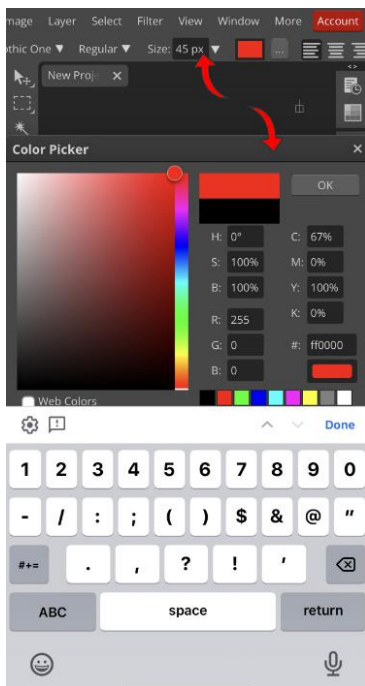 mage Layer Select Filter View Window More Account
thic One ▼ Regular ▼ Size: 45 px ▼ ...
New Proj X
Color Picker X
OK
H: 0° C: 67%
S: 100% M: 0%
B: 100% Y: 100%
R: 255 K: 0%
G: 0 #: ff0000
B: 0
Web Colors
Done
1 2 3 4 5 6 7 8 9 0
- / : ; ( ) $ & @ "
#+= . , ? ! '
ABC space return